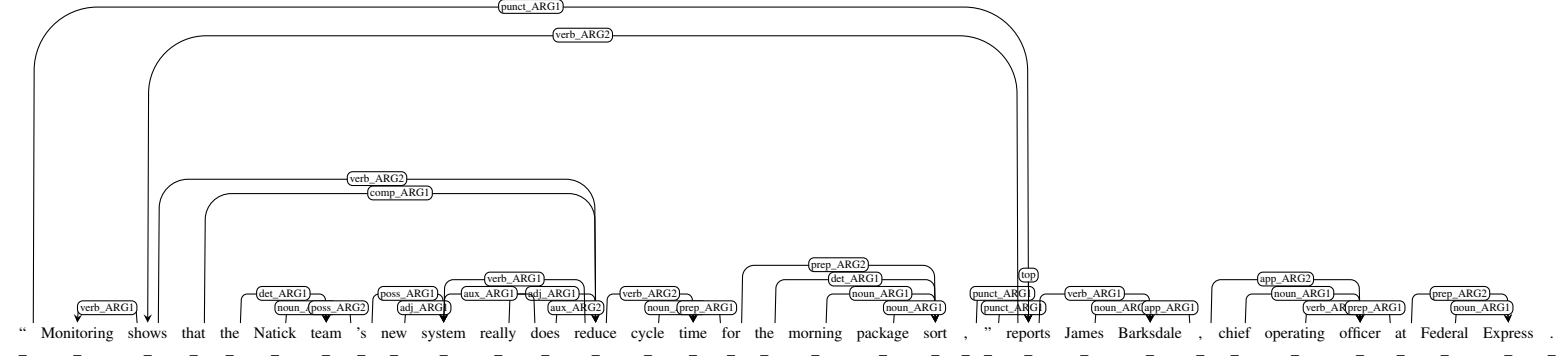 punct_ARG1
verb_ARG2
verb_ARG2
comp_ARG1
prep_ARG2
top
verb_ARG1 det_ARG1 app_ARG2
det_ARG1 poss_ARG1 aux_ARG1 adj_ARG1 verb_ARG2 noun_ARG1 punct_ARG1 verb_ARG1 noun_ARG1 prep_ARG2
verb_ARG1 poss_ARG2 adj_ARG1 aux_ARG2 prep_ARG1 noun_ARG1 punct_ARG1 app_ARG1 prep_ARG1 noun_ARG1
“ Monitoring shows that the Natick team ’s new system really does reduce cycle time for the morning package sort , ” reports James Barksdale , chief operating officer at Federal Express .